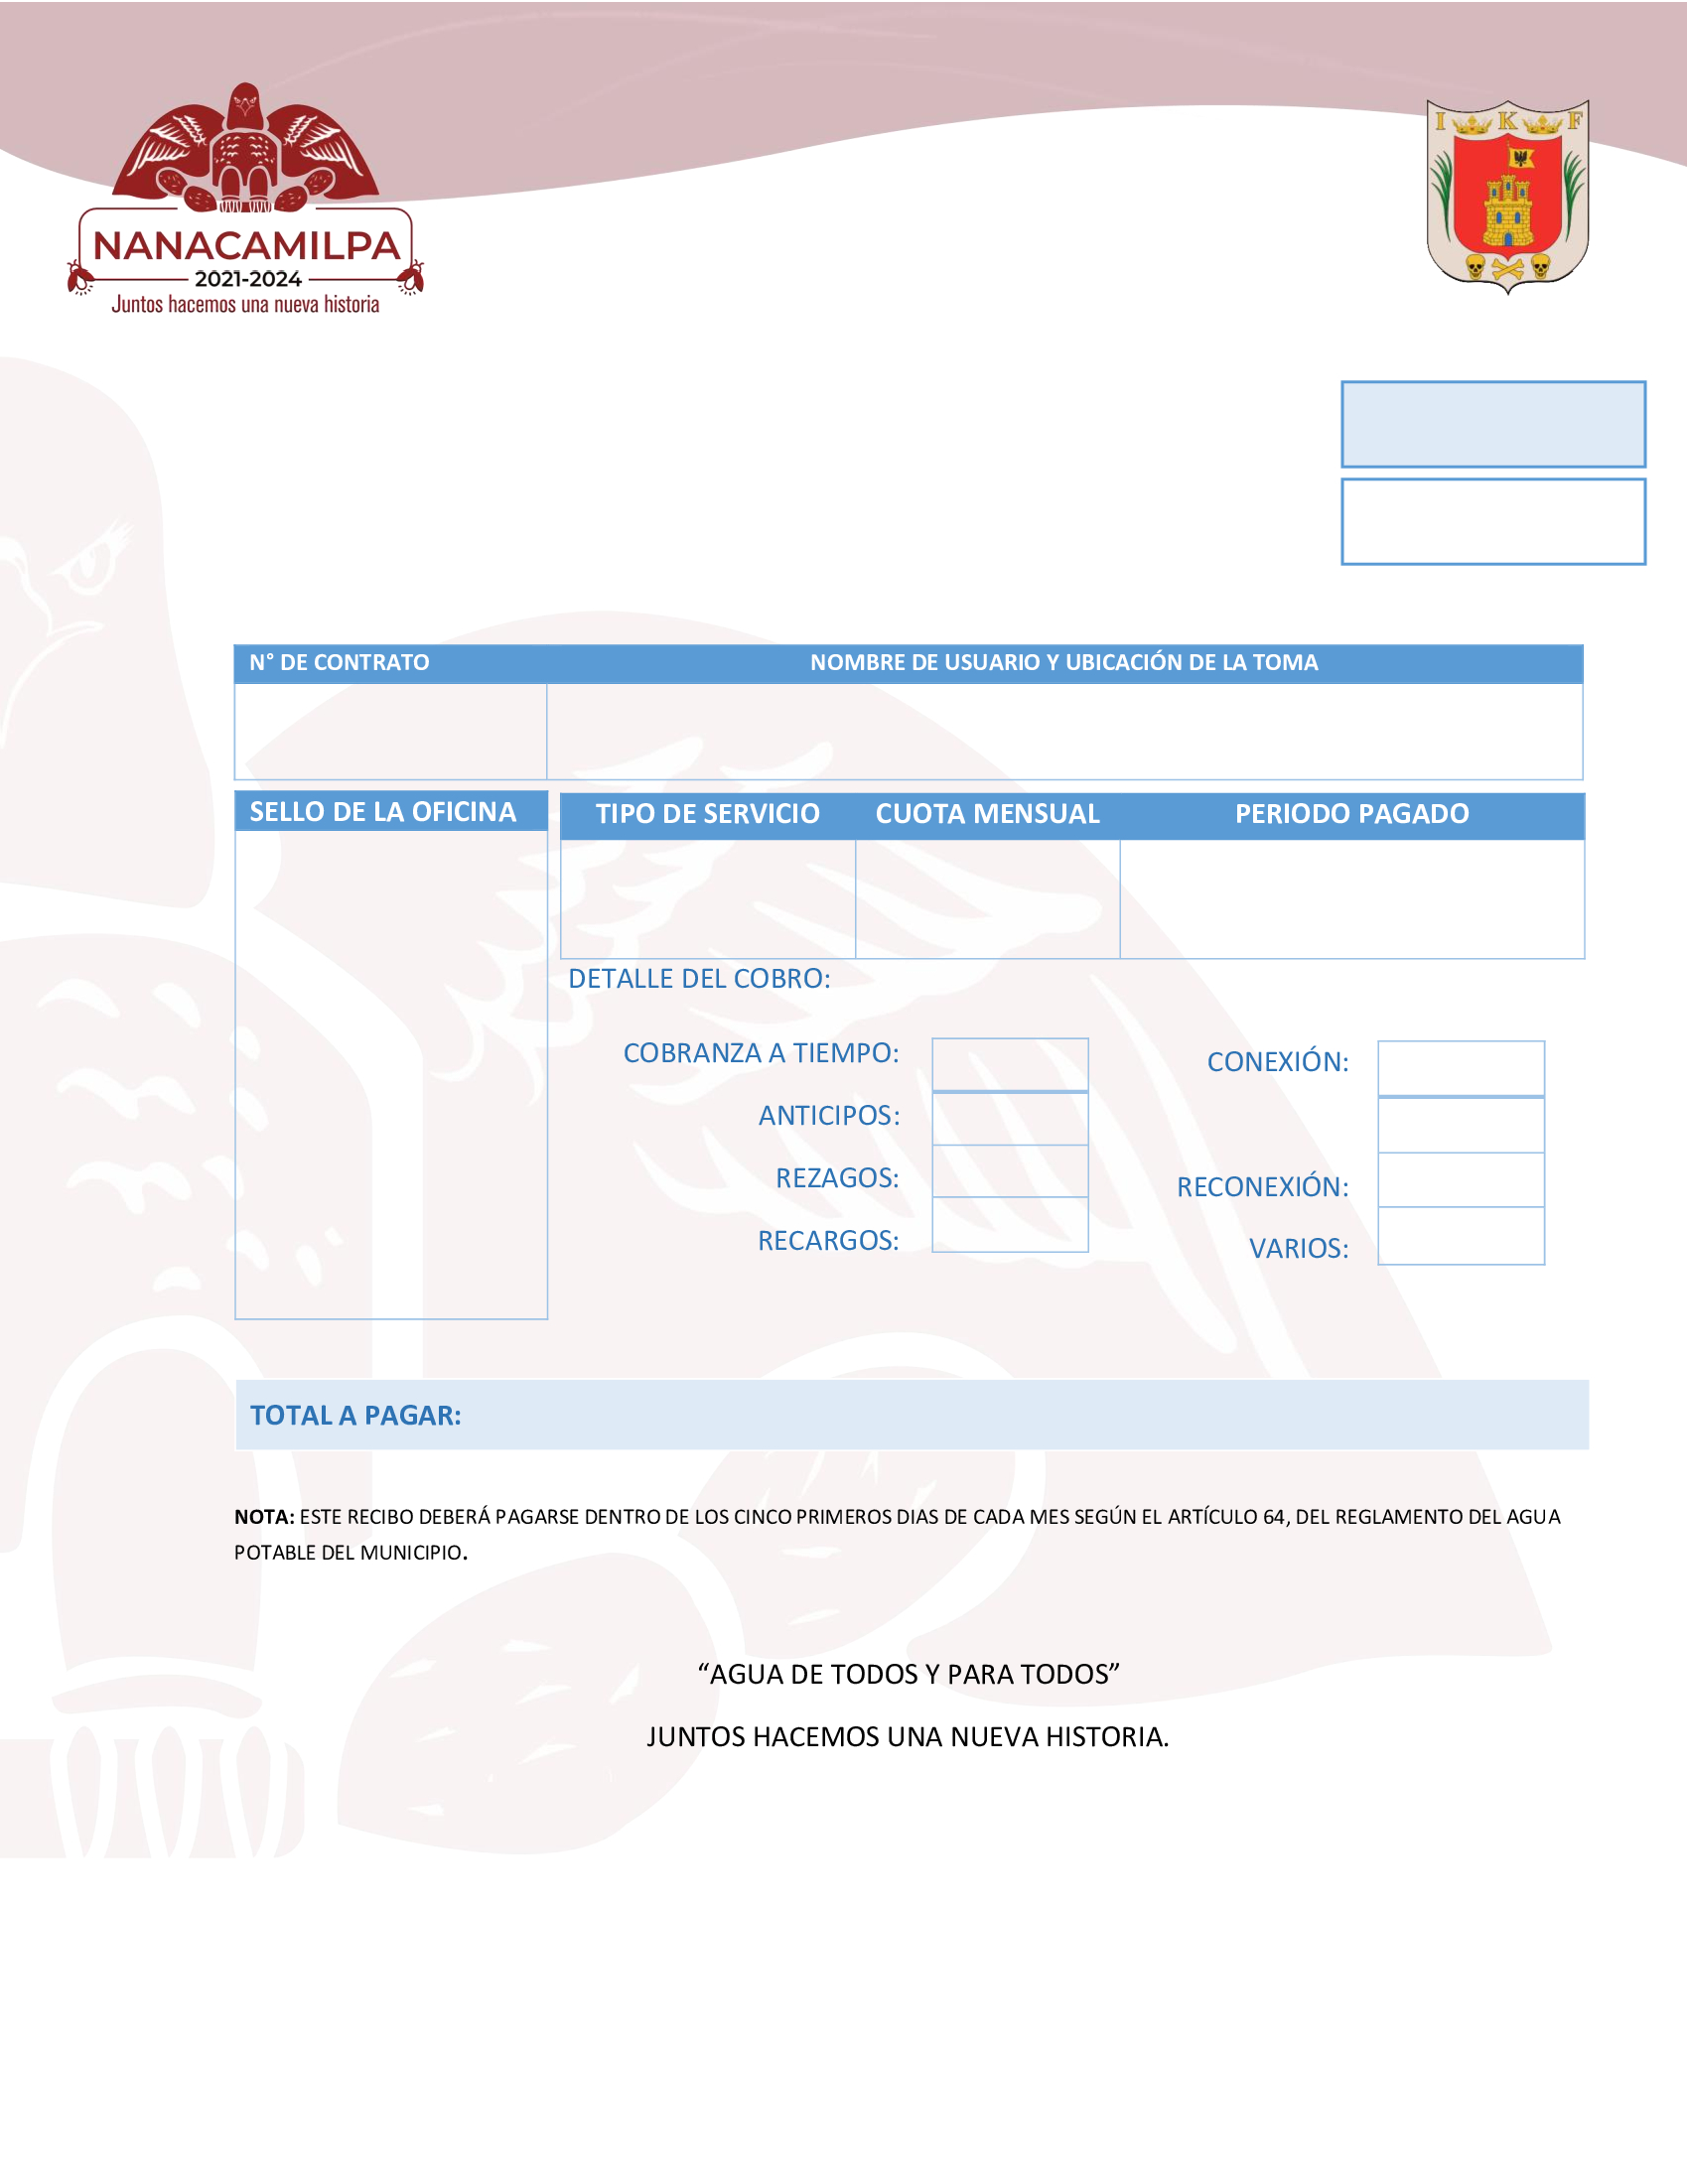 I K F
NANACAMILPA
2021-2024
Juntos hacemos una nueva historia
N° DE CONTRATO NOMBRE DE USUARIO Y UBICACIÓN DE LA TOMA
SELLO DE LA OFICINA
TIPO DE SERVICIO CUOTA MENSUAL PERIODO PAGADO
DETALLE DEL COBRO:
COBRANZA A TIEMPO:
ANTICIPOS:
REZAGOS:
RECARGOS:
CONEXIÓN:
RECONEXIÓN:
VARIOS:
TOTAL A PAGAR:
NOTA: ESTE RECIBO DEBERÁ PAGARSE DENTRO DE LOS CINCO PRIMEROS DIAS DE CADA MES SEGÚN EL ARTÍCULO 64, DEL REGLAMENTO DEL AGUA
POTABLE DEL MUNICIPIO.
“AGUA DE TODOS Y PARA TODOS”
JUNTOS HACEMOS UNA NUEVA HISTORIA.